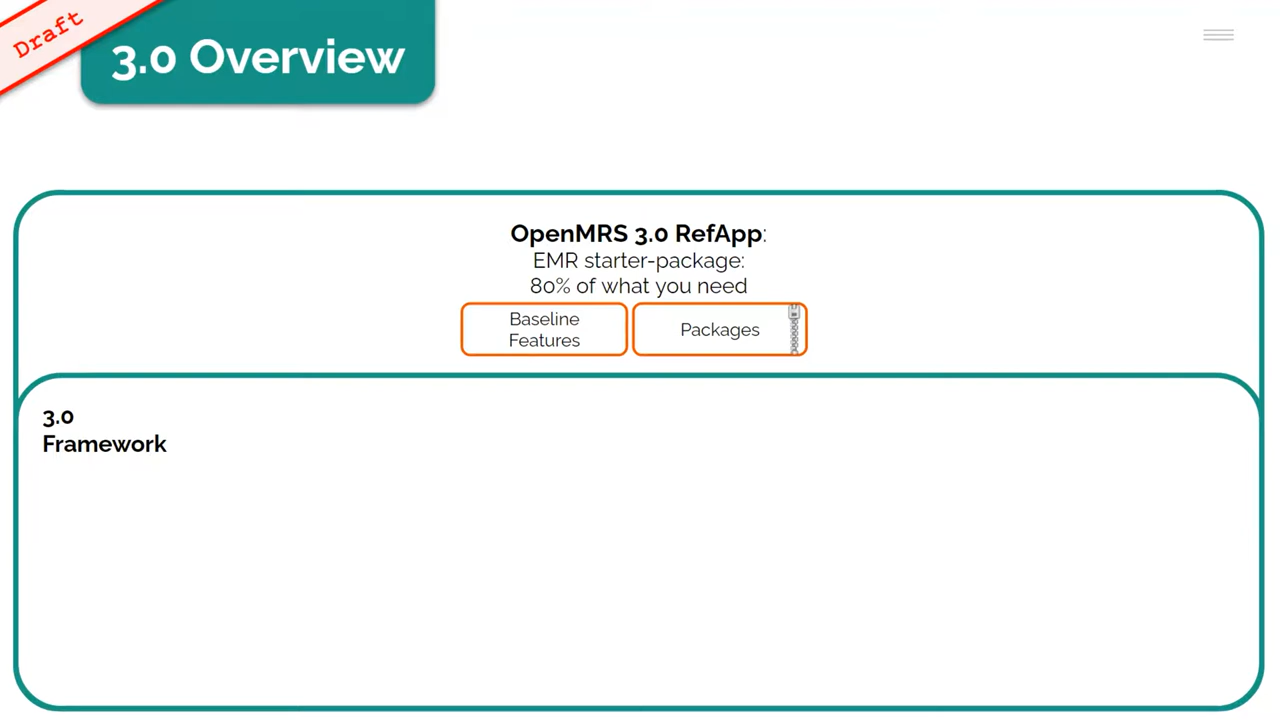 Draft
3.0 Overview
OpenMRS 3.0 RefApp:
EMR starter-package:
80% of what you need
Baseline
Features
Packages
3.0
Framework